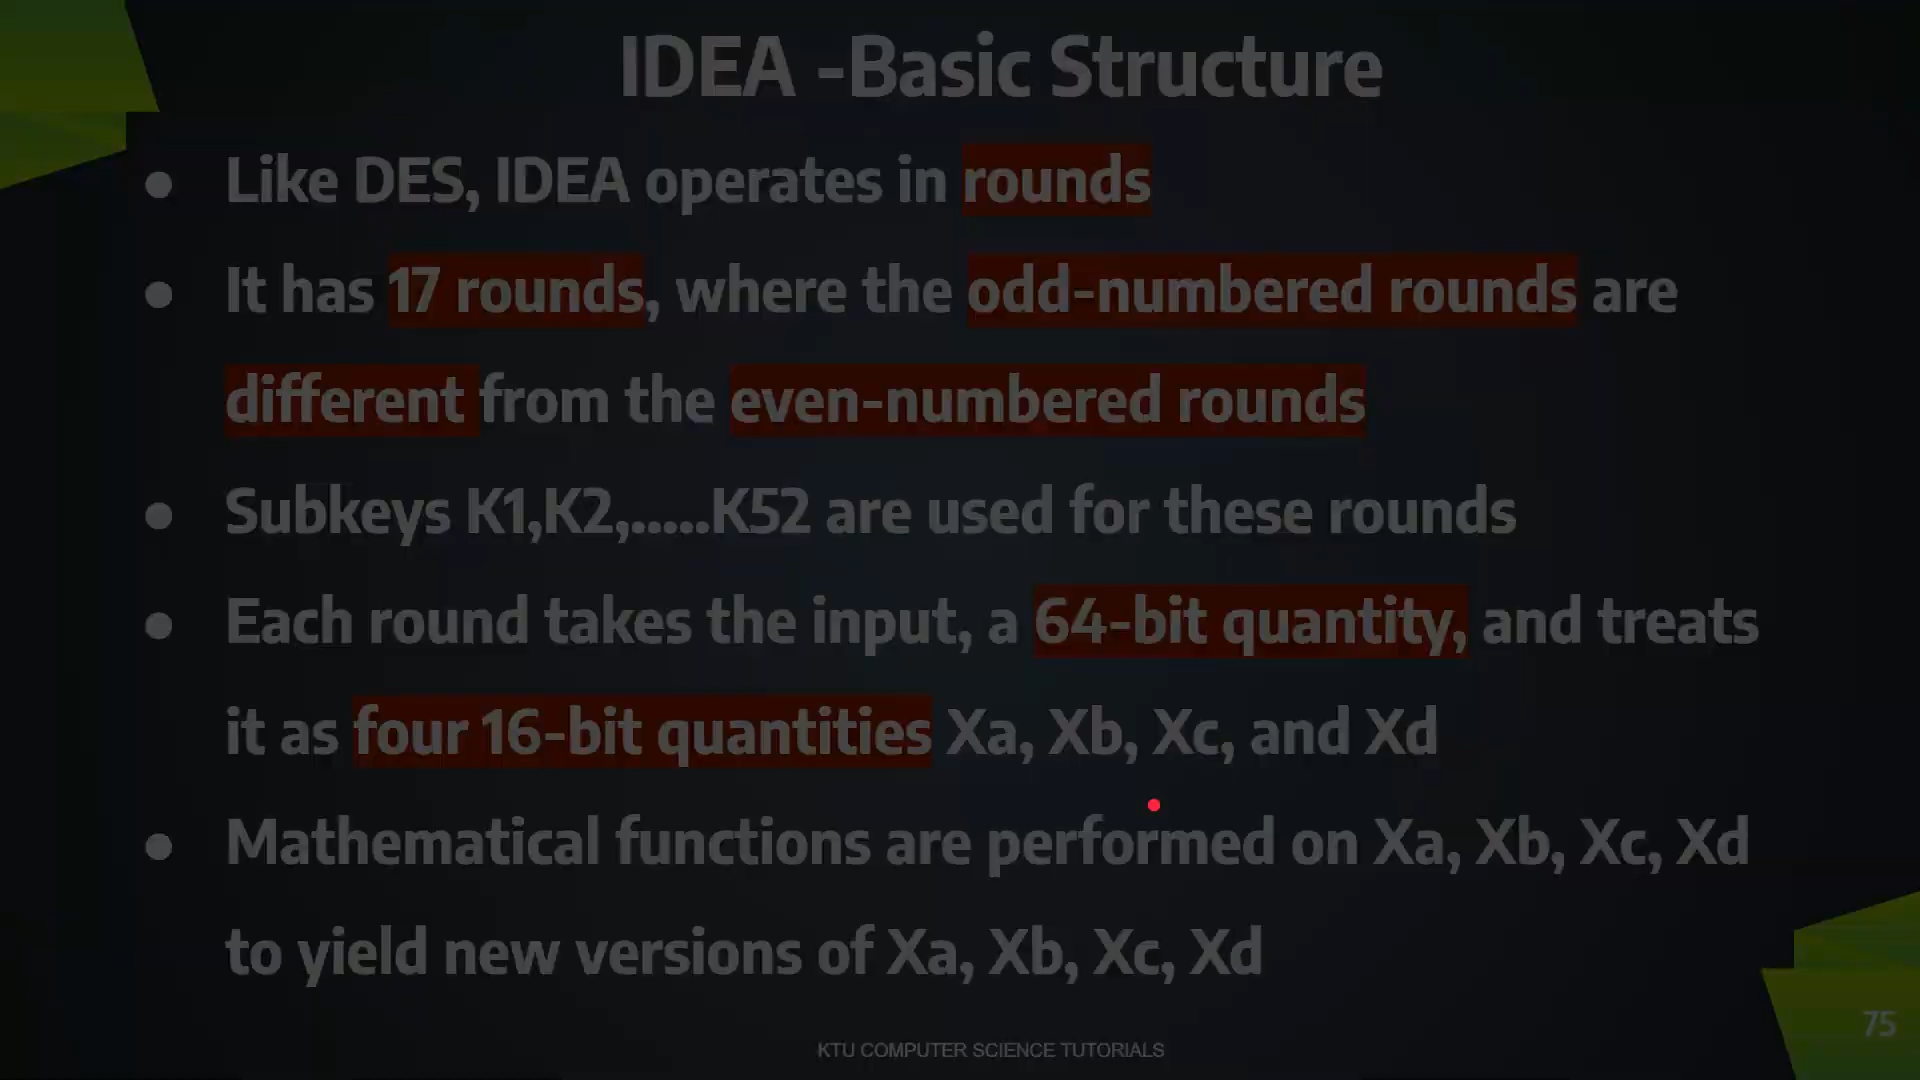 IDEA -Basic Structure
● Like DES, IDEA operates in rounds
● It has 17 rounds, where the odd-numbered rounds are
different from the even-numbered rounds
● Subkeys K1,K2,.....K52 are used for these rounds
● Each round takes the input, a 64-bit quantity, and treats
it as four 16-bit quantities Xa, Xb, Xc, and Xd
● Mathematical functions are performed on Xa, Xb, Xc, Xd
to yield new versions of Xa, Xb, Xc, Xd
75
KTU COMPUTER SCIENCE TUTORIALS